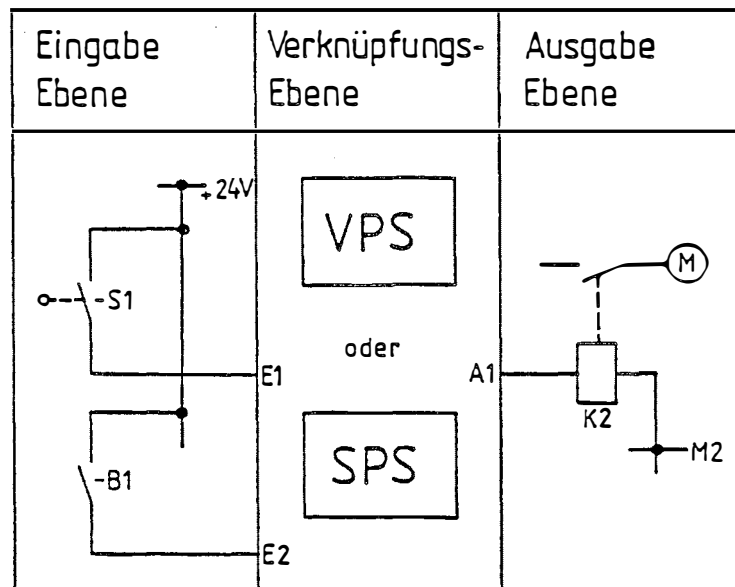 Eingabe
Ebene
Verknüpfungs-
Ebene
Ausgabe
Ebene
+24V
-S1
E1
-B1
E2
VPS
oder
SPS
M
A1
K2
M2